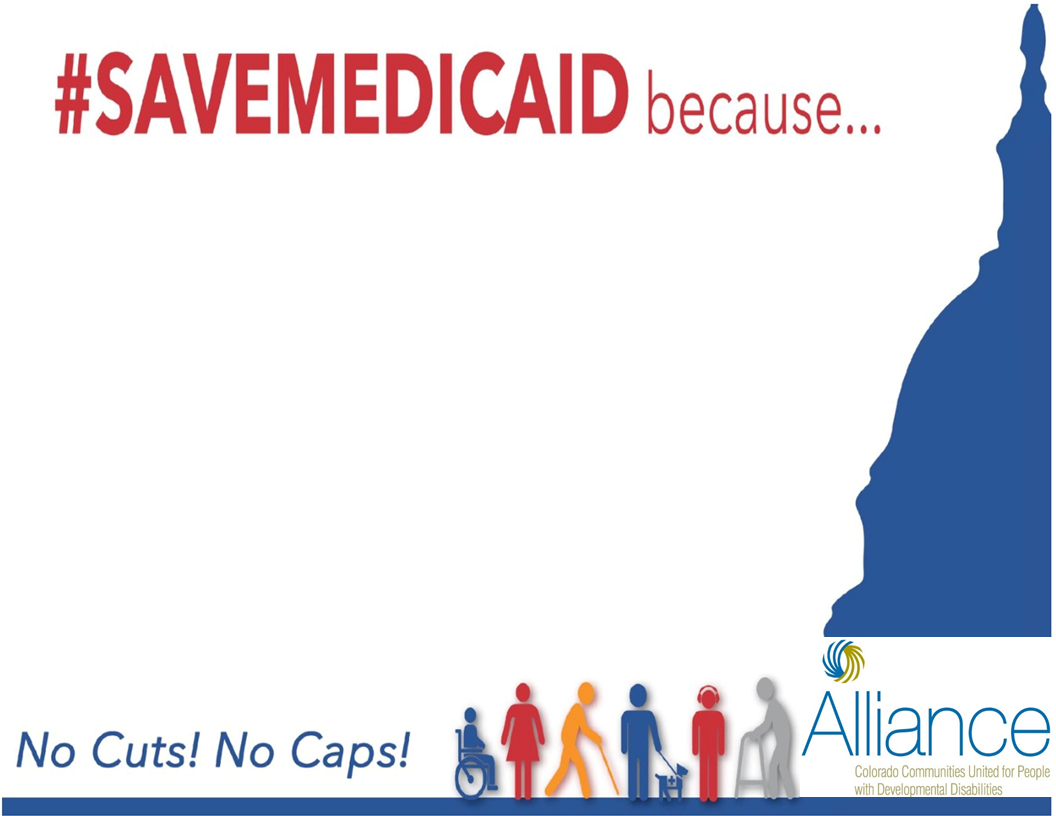 #SAVEMEDICAID because...
No Cuts! No Caps!
Alliance
Colorado Communities United for People
with Developmental Disabilities